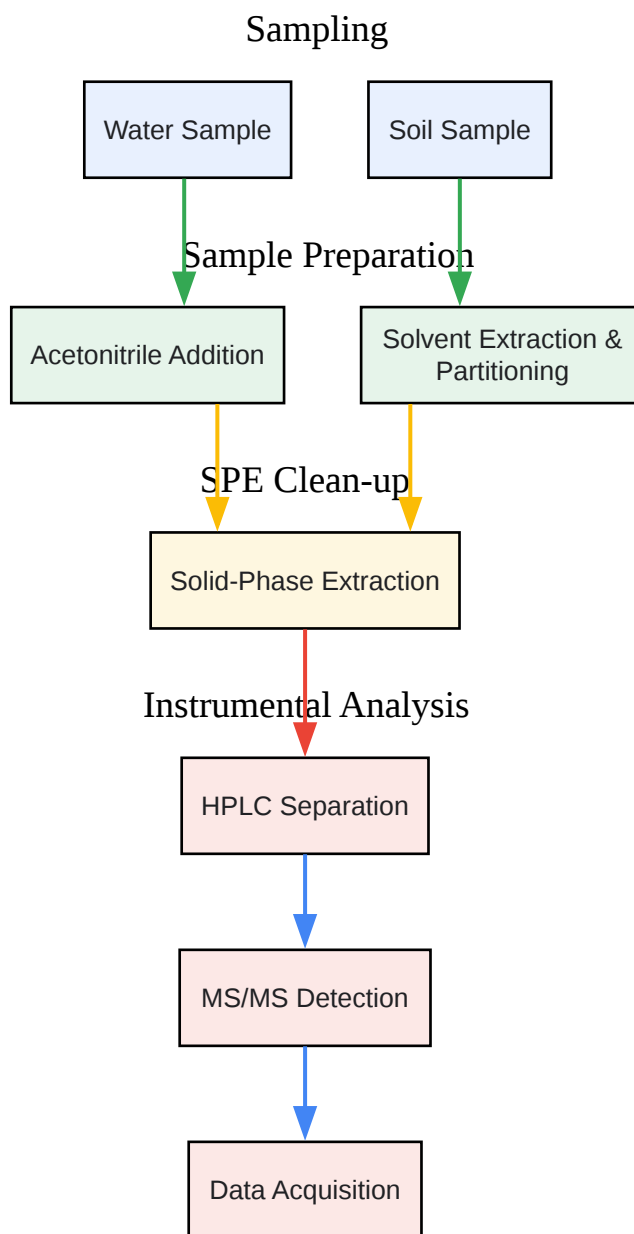 Sampling
Water Sample
Soil Sample
Sample Preparation
Acetonitrile Addition
Solvent Extraction &
Partitioning
SPE Clean-up
Solid-Phase Extraction
Instrumental Analysis
HPLC Separation
MS/MS Detection
Data Acquisition